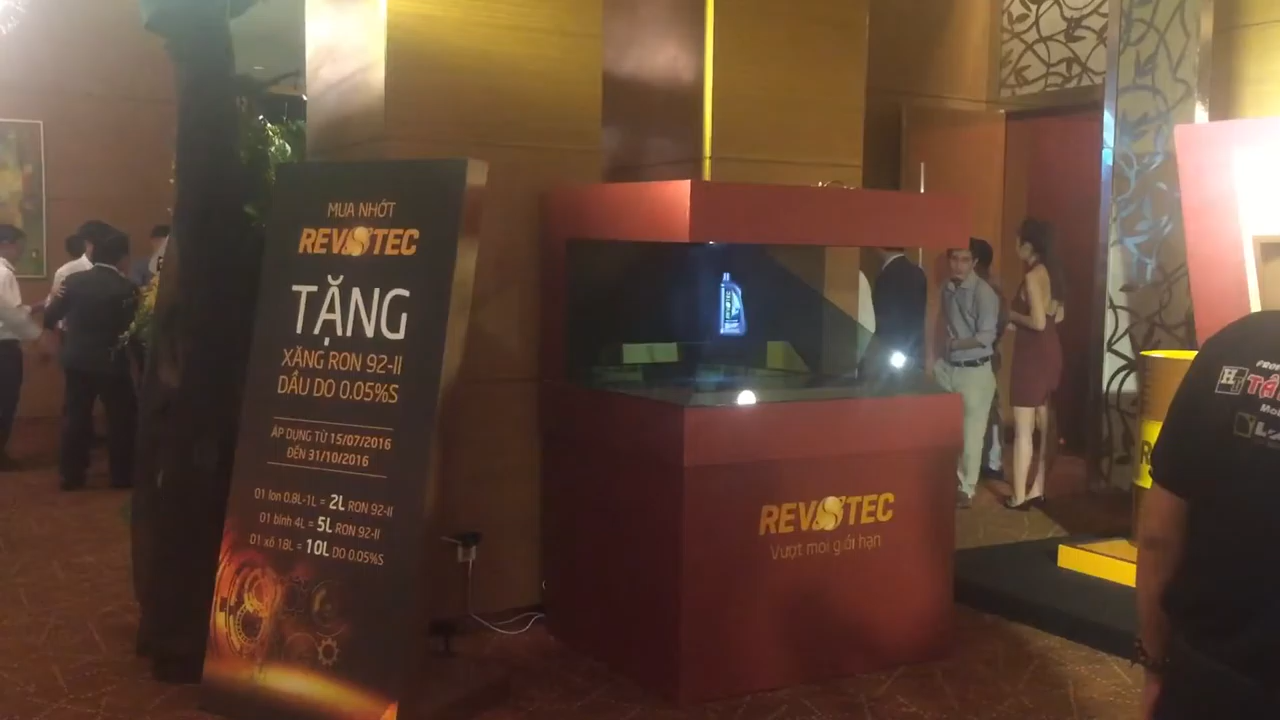 MUA NHỚT
REVOTEC
TẶNG
XĂNG RON 92-II
DẦU DO 0.05%S
ÁP DỤNG TỪ 15/07/2016
ĐẾN 31/10/2016
01 lon 0.8L-1L = 2L RON 92-II
01 bình 4L = 5L RON 92-II
01 xô 18L = 10L DO 0.05%S
REVOTEC
REVOTEC
Vượt mọi giới hạn
HT